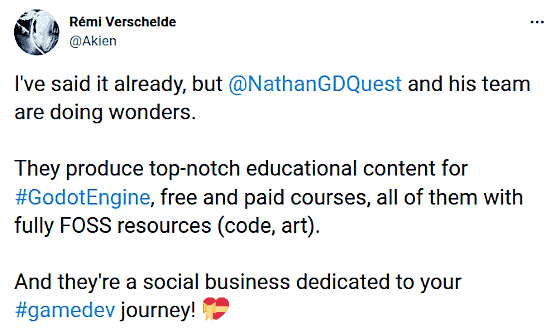 Rémi Verschelde
@Akien
I've said it already, but @NathanGDQuest and his team
are doing wonders.
They produce top-notch educational content for
#GodotEngine, free and paid courses, all of them with
fully FOSS resources (code, art).
And they're a social business dedicated to your
#gamedev journey! 💝